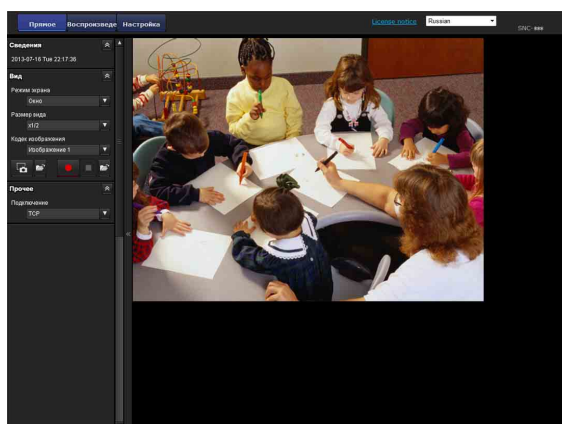 Прямое Воспроизведе Настройка License notice Russian
SNC-###
Сведения
2013-07-16 Tue 22:17:36
Вид
Режим экрана
Окно
Размер вида
x1/2
Кодек изображения
Изображение 1
Прочее
Подключение
TCP